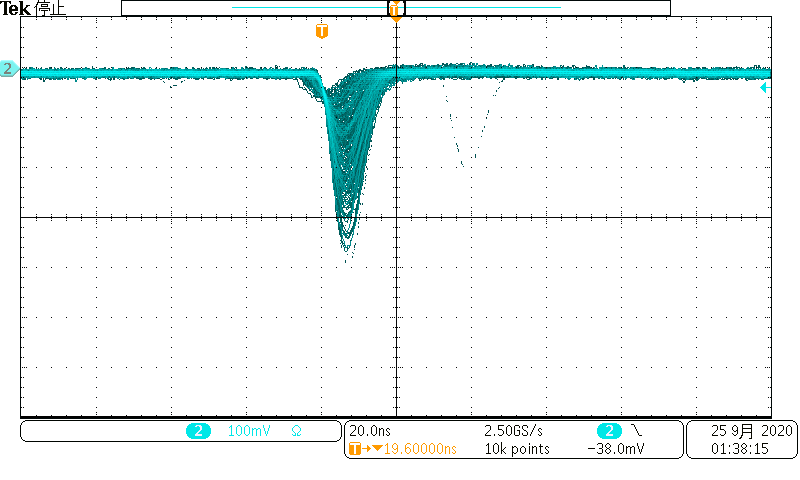 Tek 停止
T
T
2
2 100mV Ω
20.0ns 2.50GS/s 2
T→▼19.60000ns 10k points −38.0mV
25 9月 2020
01:38:15